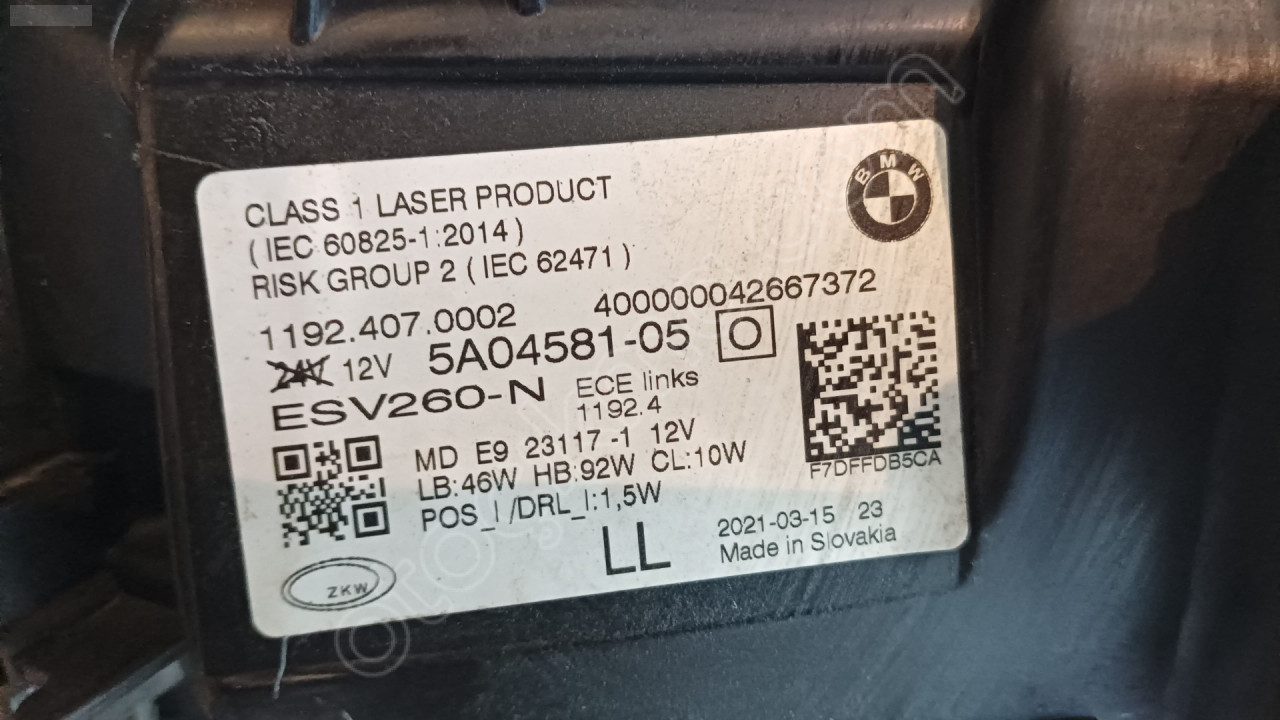 CLASS 1 LASER PRODUCT
( IEC 60825-1:2014 )
RISK GROUP 2 ( IEC 62471 )
BMW
1192.407.0002 400000042667372
24V 12V 5A04581-05
ESV260-N ECE links
1192.4
MD E9 23117 -1 12V
LB:46W HB:92W CL:10W
POS_I /DRL_I:1,5W
F7DFFDB5CA
LL
2021-03-15 23
Made in Slovakia
ZKW